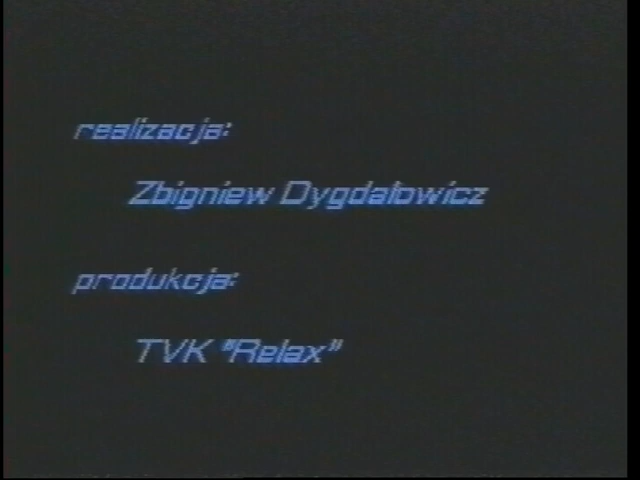 realizacja:
Zbigniew Dygdałowicz
produkcja:
TVK "Relax"